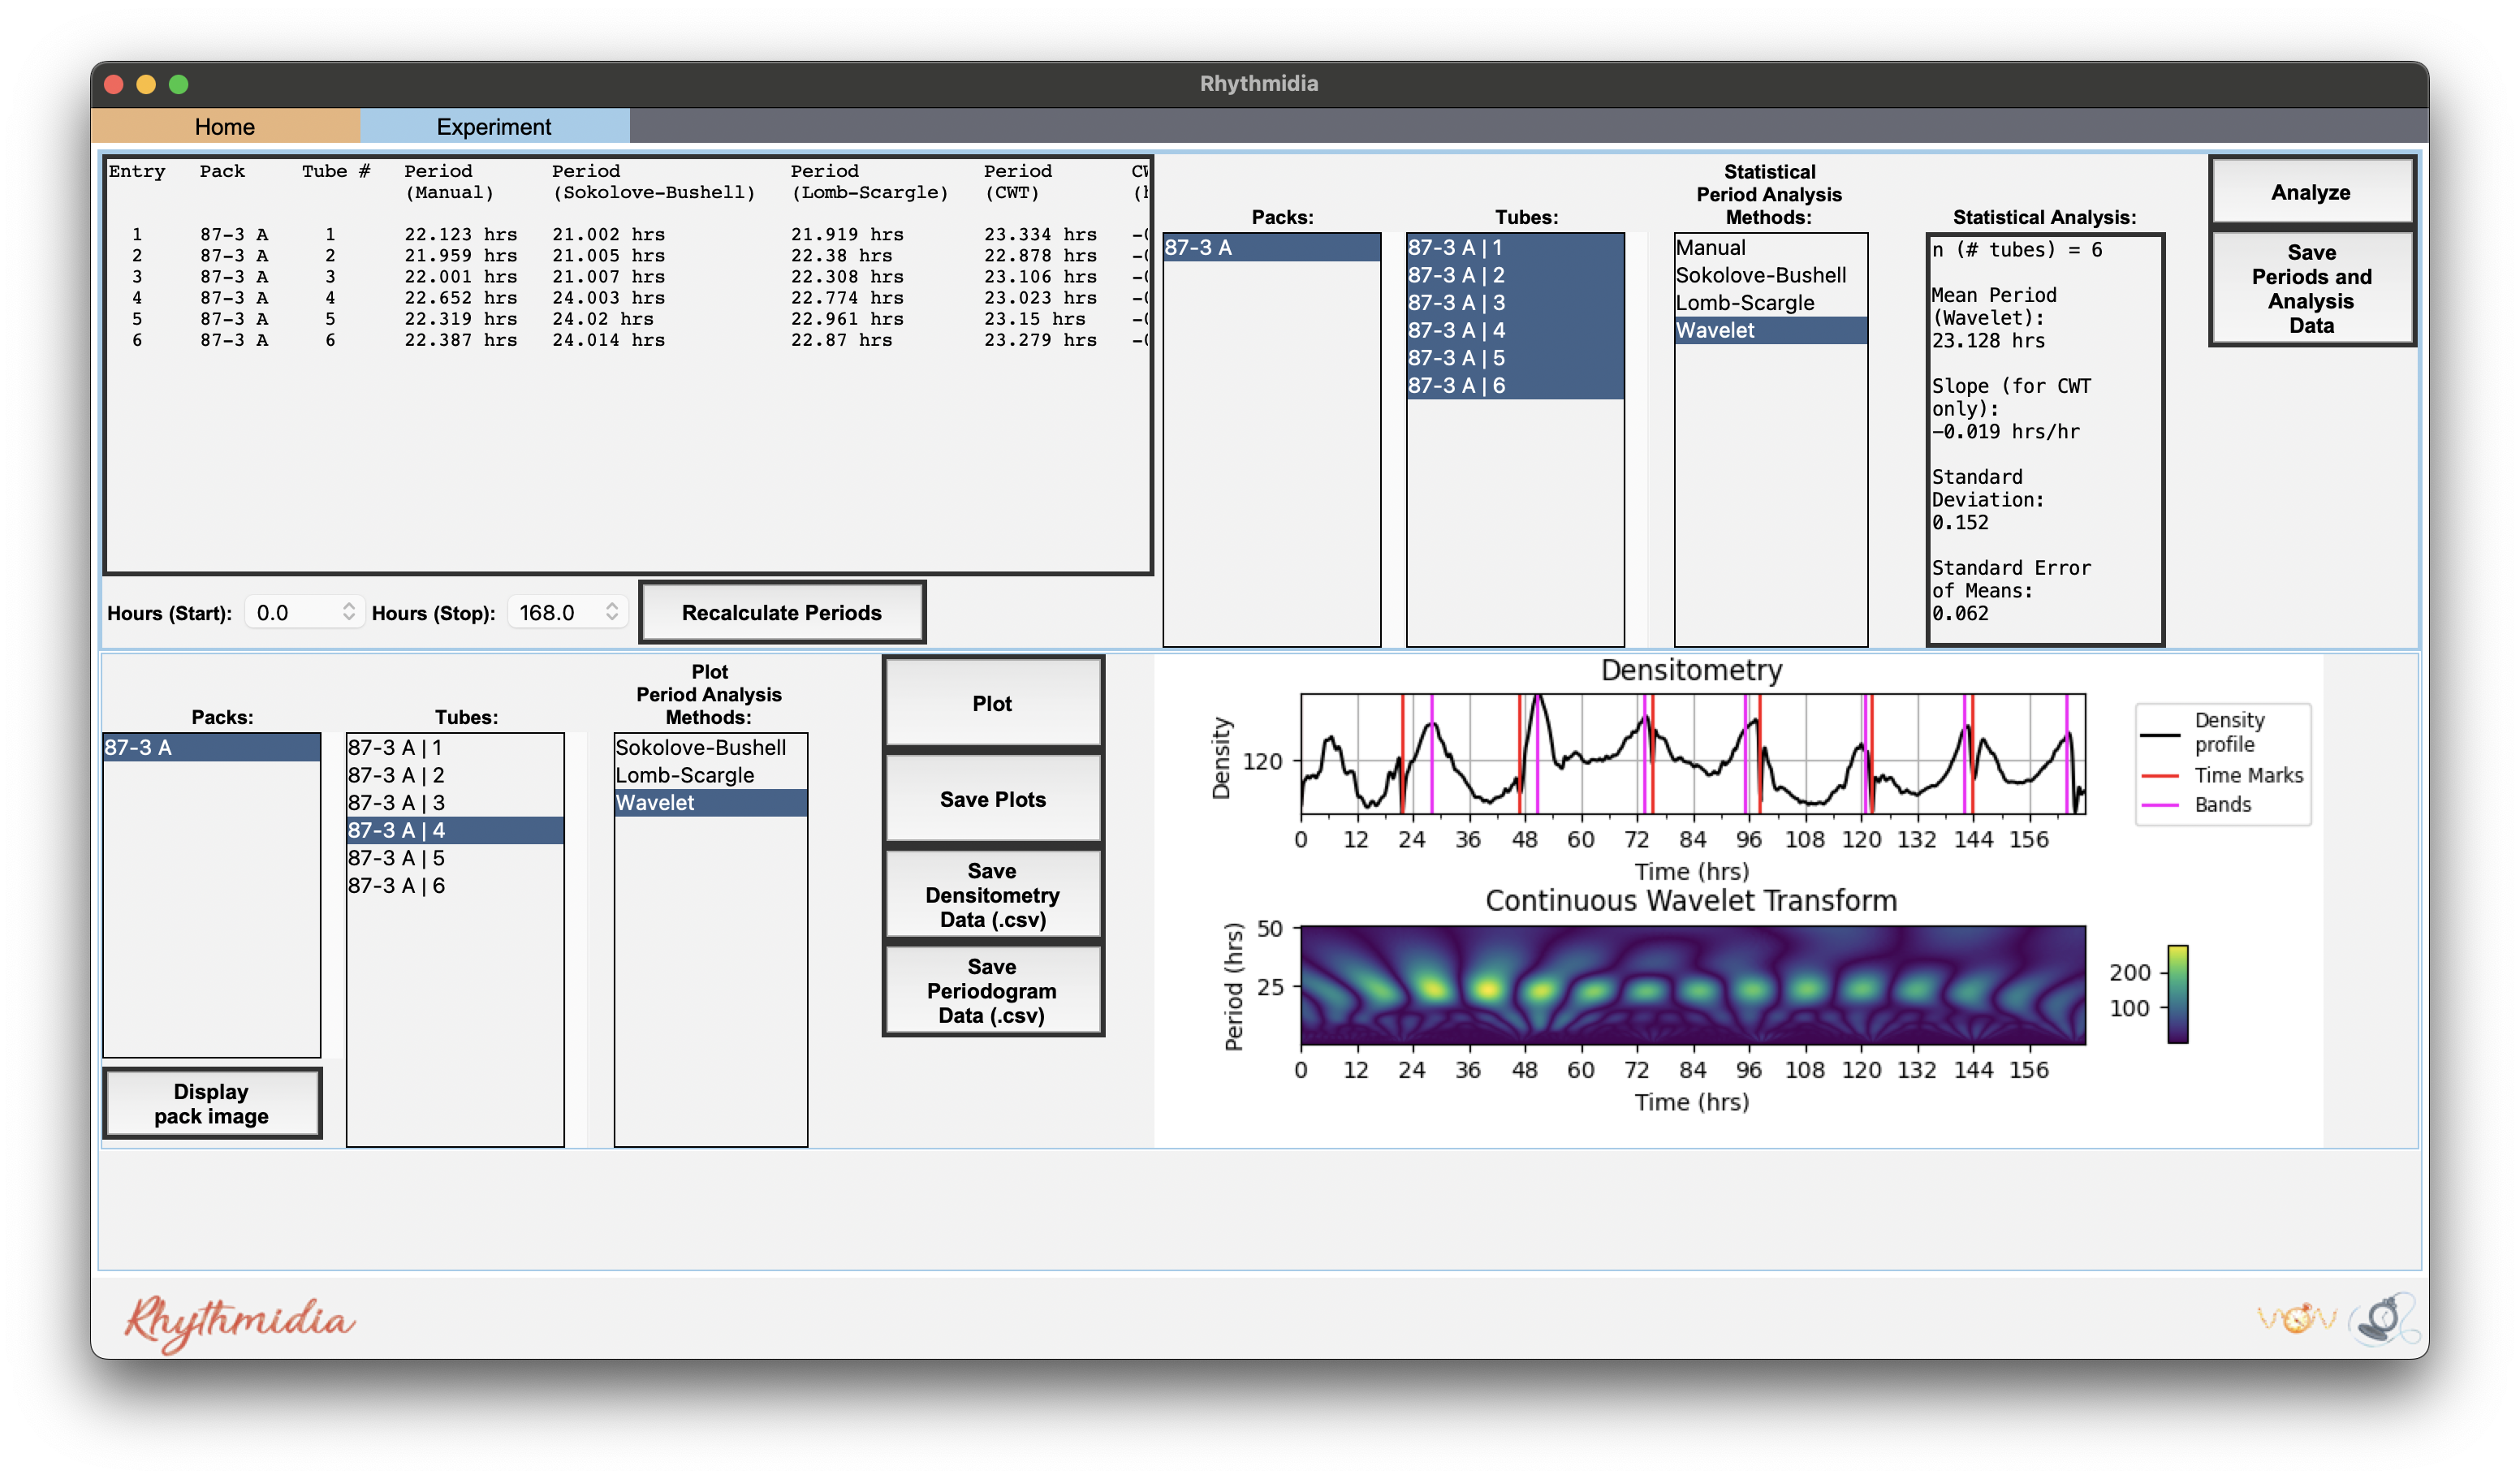 Rhythmidia
Home Experiment
Entry Pack Tube # Period Period Period Period
(Manual) (Sokolove-Bushell) (Lomb-Scargle) (CWT)
1 87-3 A 1 22.123 hrs 21.002 hrs 21.919 hrs 23.334 hrs
2 87-3 A 2 21.959 hrs 21.005 hrs 22.38 hrs 22.878 hrs
3 87-3 A 3 22.001 hrs 21.007 hrs 22.308 hrs 23.106 hrs
4 87-3 A 4 22.652 hrs 24.003 hrs 22.774 hrs 23.023 hrs
5 87-3 A 5 22.319 hrs 24.02 hrs 22.961 hrs 23.15 hrs
6 87-3 A 6 22.387 hrs 24.014 hrs 22.87 hrs 23.279 hrs
Hours (Start): 0.0 Hours (Stop): 168.0 Recalculate Periods
Packs:
87-3 A
Tubes:
87-3 A | 1
87-3 A | 2
87-3 A | 3
87-3 A | 4
87-3 A | 5
87-3 A | 6
Statistical
Period Analysis
Methods:
Manual
Sokolove-Bushell
Lomb-Scargle
Wavelet
Statistical Analysis:
n (# tubes) = 6
Mean Period
(Wavelet):
23.128 hrs
Slope (for CWT
only):
-0.019 hrs/hr
Standard
Deviation:
0.152
Standard Error
of Means:
0.062
Analyze
Save
Periods and
Analysis
Data
Packs:
87-3 A
Display
pack image
Tubes:
87-3 A | 1
87-3 A | 2
87-3 A | 3
87-3 A | 4
87-3 A | 5
87-3 A | 6
Plot
Period Analysis
Methods:
Sokolove-Bushell
Lomb-Scargle
Wavelet
Plot
Save Plots
Save
Densitometry
Data (.csv)
Save
Periodogram
Data (.csv)
Densitometry
Density
120
0 12 24 36 48 60 72 84 96 108 120 132 144 156
Time (hrs)
Density
profile
Time Marks
Bands
Continuous Wavelet Transform
Period (hrs)
50
25
0 12 24 36 48 60 72 84 96 108 120 132 144 156
Time (hrs)
200
100
Rhythmidia